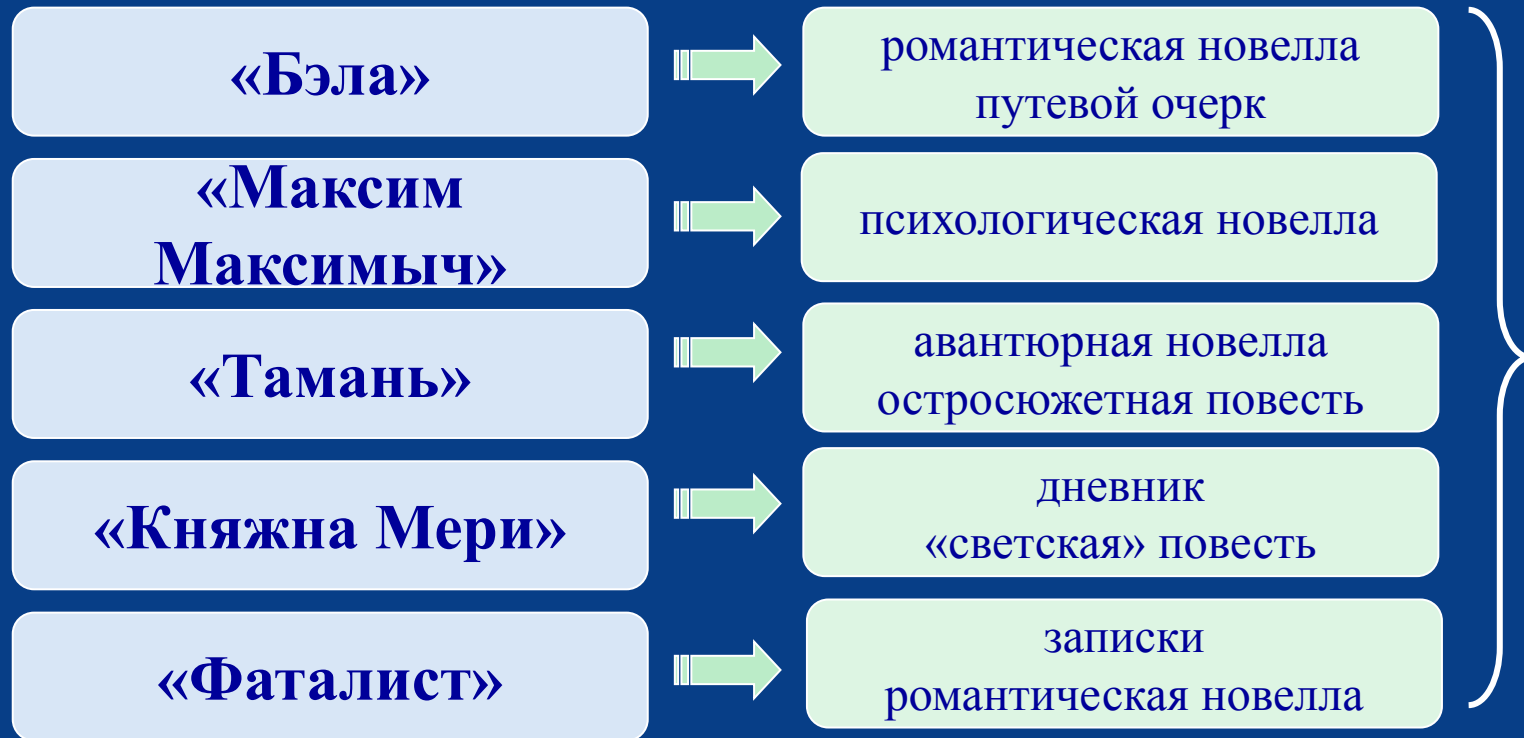 «Бэла»
романтическая новелла
путевой очерк
«Максим
Максимыч»
психологическая новелла
«Тамань»
авантюрная новелла
остросюжетная повесть
«Княжна Мери»
дневник
«светская» повесть
«Фаталист»
записки
романтическая новелла